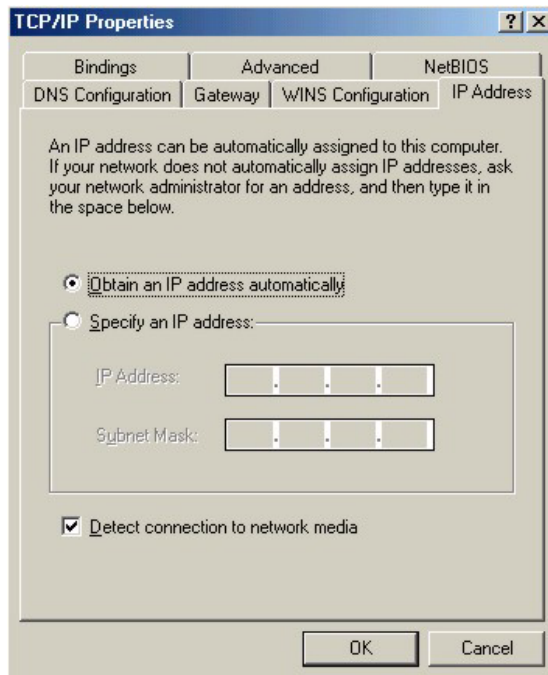 TCP/IP Properties
Bindings
Advanced
NetBIOS
DNS Configuration
Gateway
WINS Configuration
IP Address
An IP address can be automatically assigned to this computer.
If your network does not automatically assign IP addresses, ask
your network administrator for an address, and then type it in
the space below.
Obtain an IP address automatically
Specify an IP address:
IP Address:
Subnet Mask:
Detect connection to network media
OK
Cancel